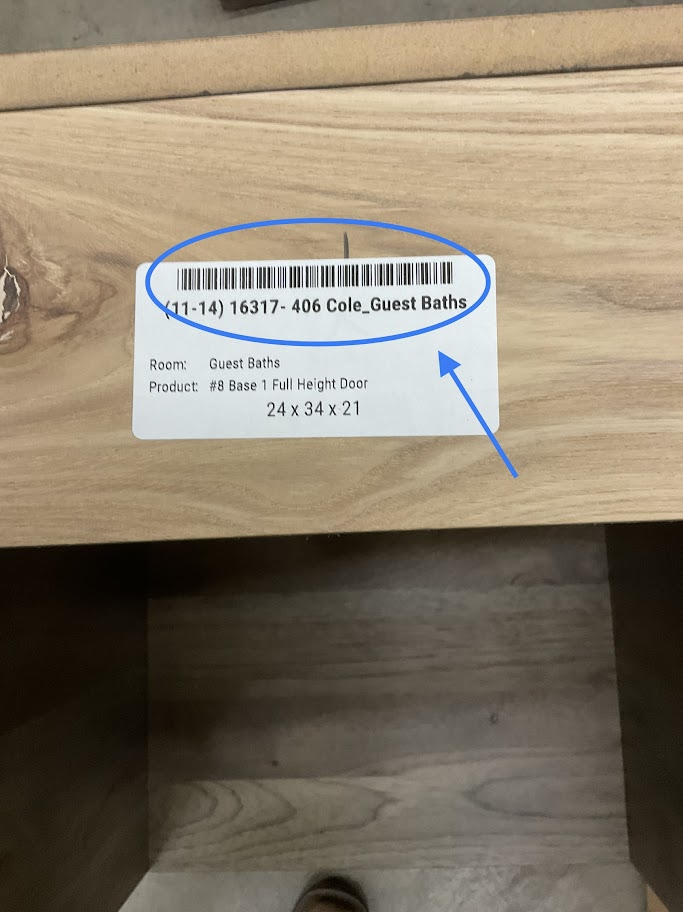 (11-14) 16317- 406 Cole_Guest Baths
Room: Guest Baths
Product: #8 Base 1 Full Height Door
24 x 34 x 21